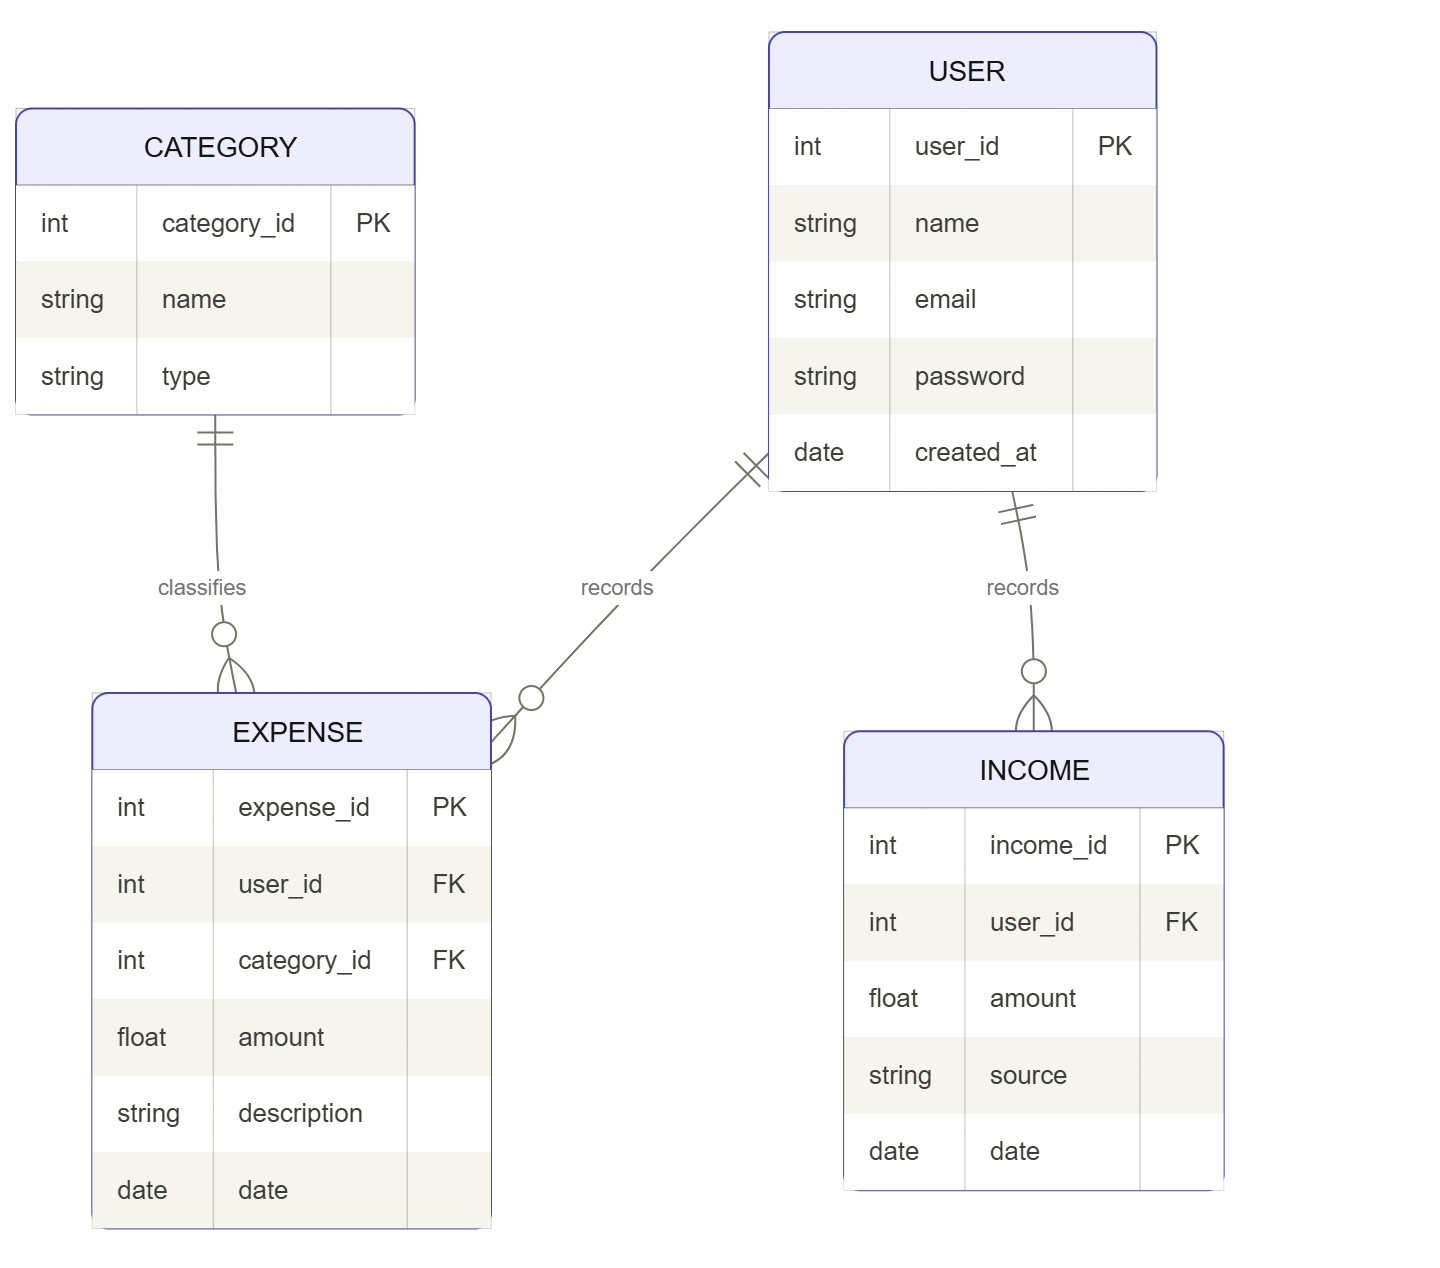 CATEGORY
int category_id PK
string name
string type
USER
int user_id PK
string name
string email
string password
date created_at
classifies
records
records
EXPENSE
int expense_id PK
int user_id FK
int category_id FK
float amount
string description
date date
INCOME
int income_id PK
int user_id FK
float amount
string source
date date